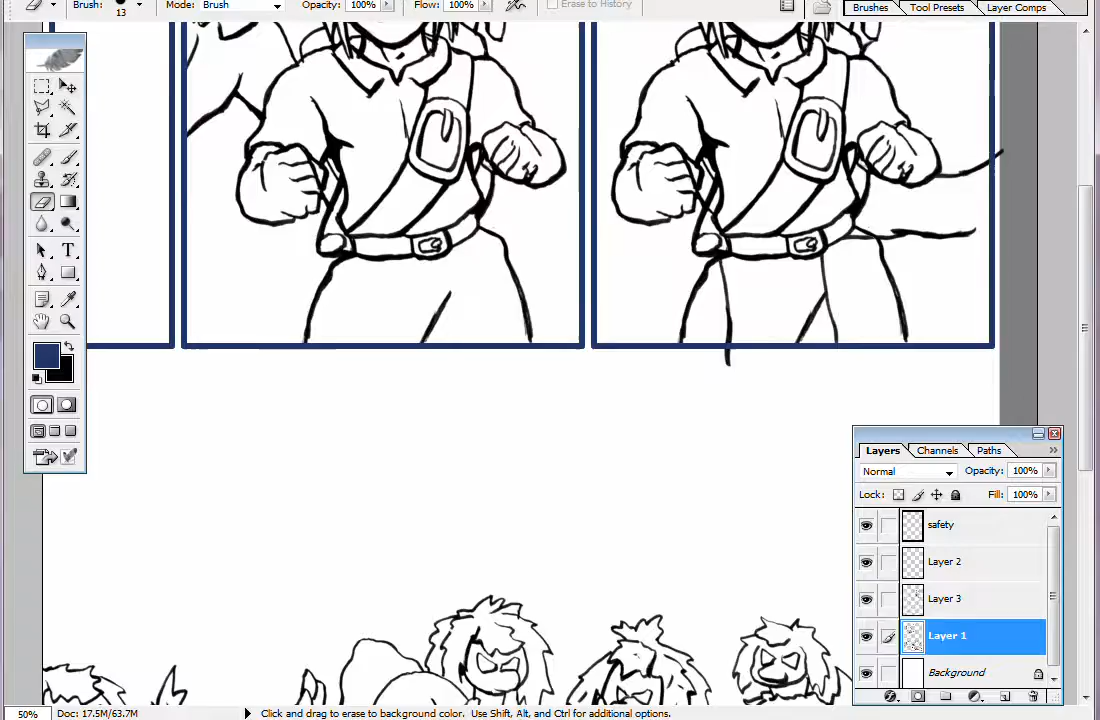 Brush: 13 Mode: Brush Opacity: 100% Flow: 100% Erase to History
Brushes Tool Presets Layer Comps
T
Layers Channels Paths
Normal Opacity: 100%
Lock: Fill: 100%
safety
Layer 2
Layer 3
Layer 1
Background
50% Doc: 17.5M/63.7M Click and drag to erase to background color. Use Shift, Alt, and Ctrl for additional options.